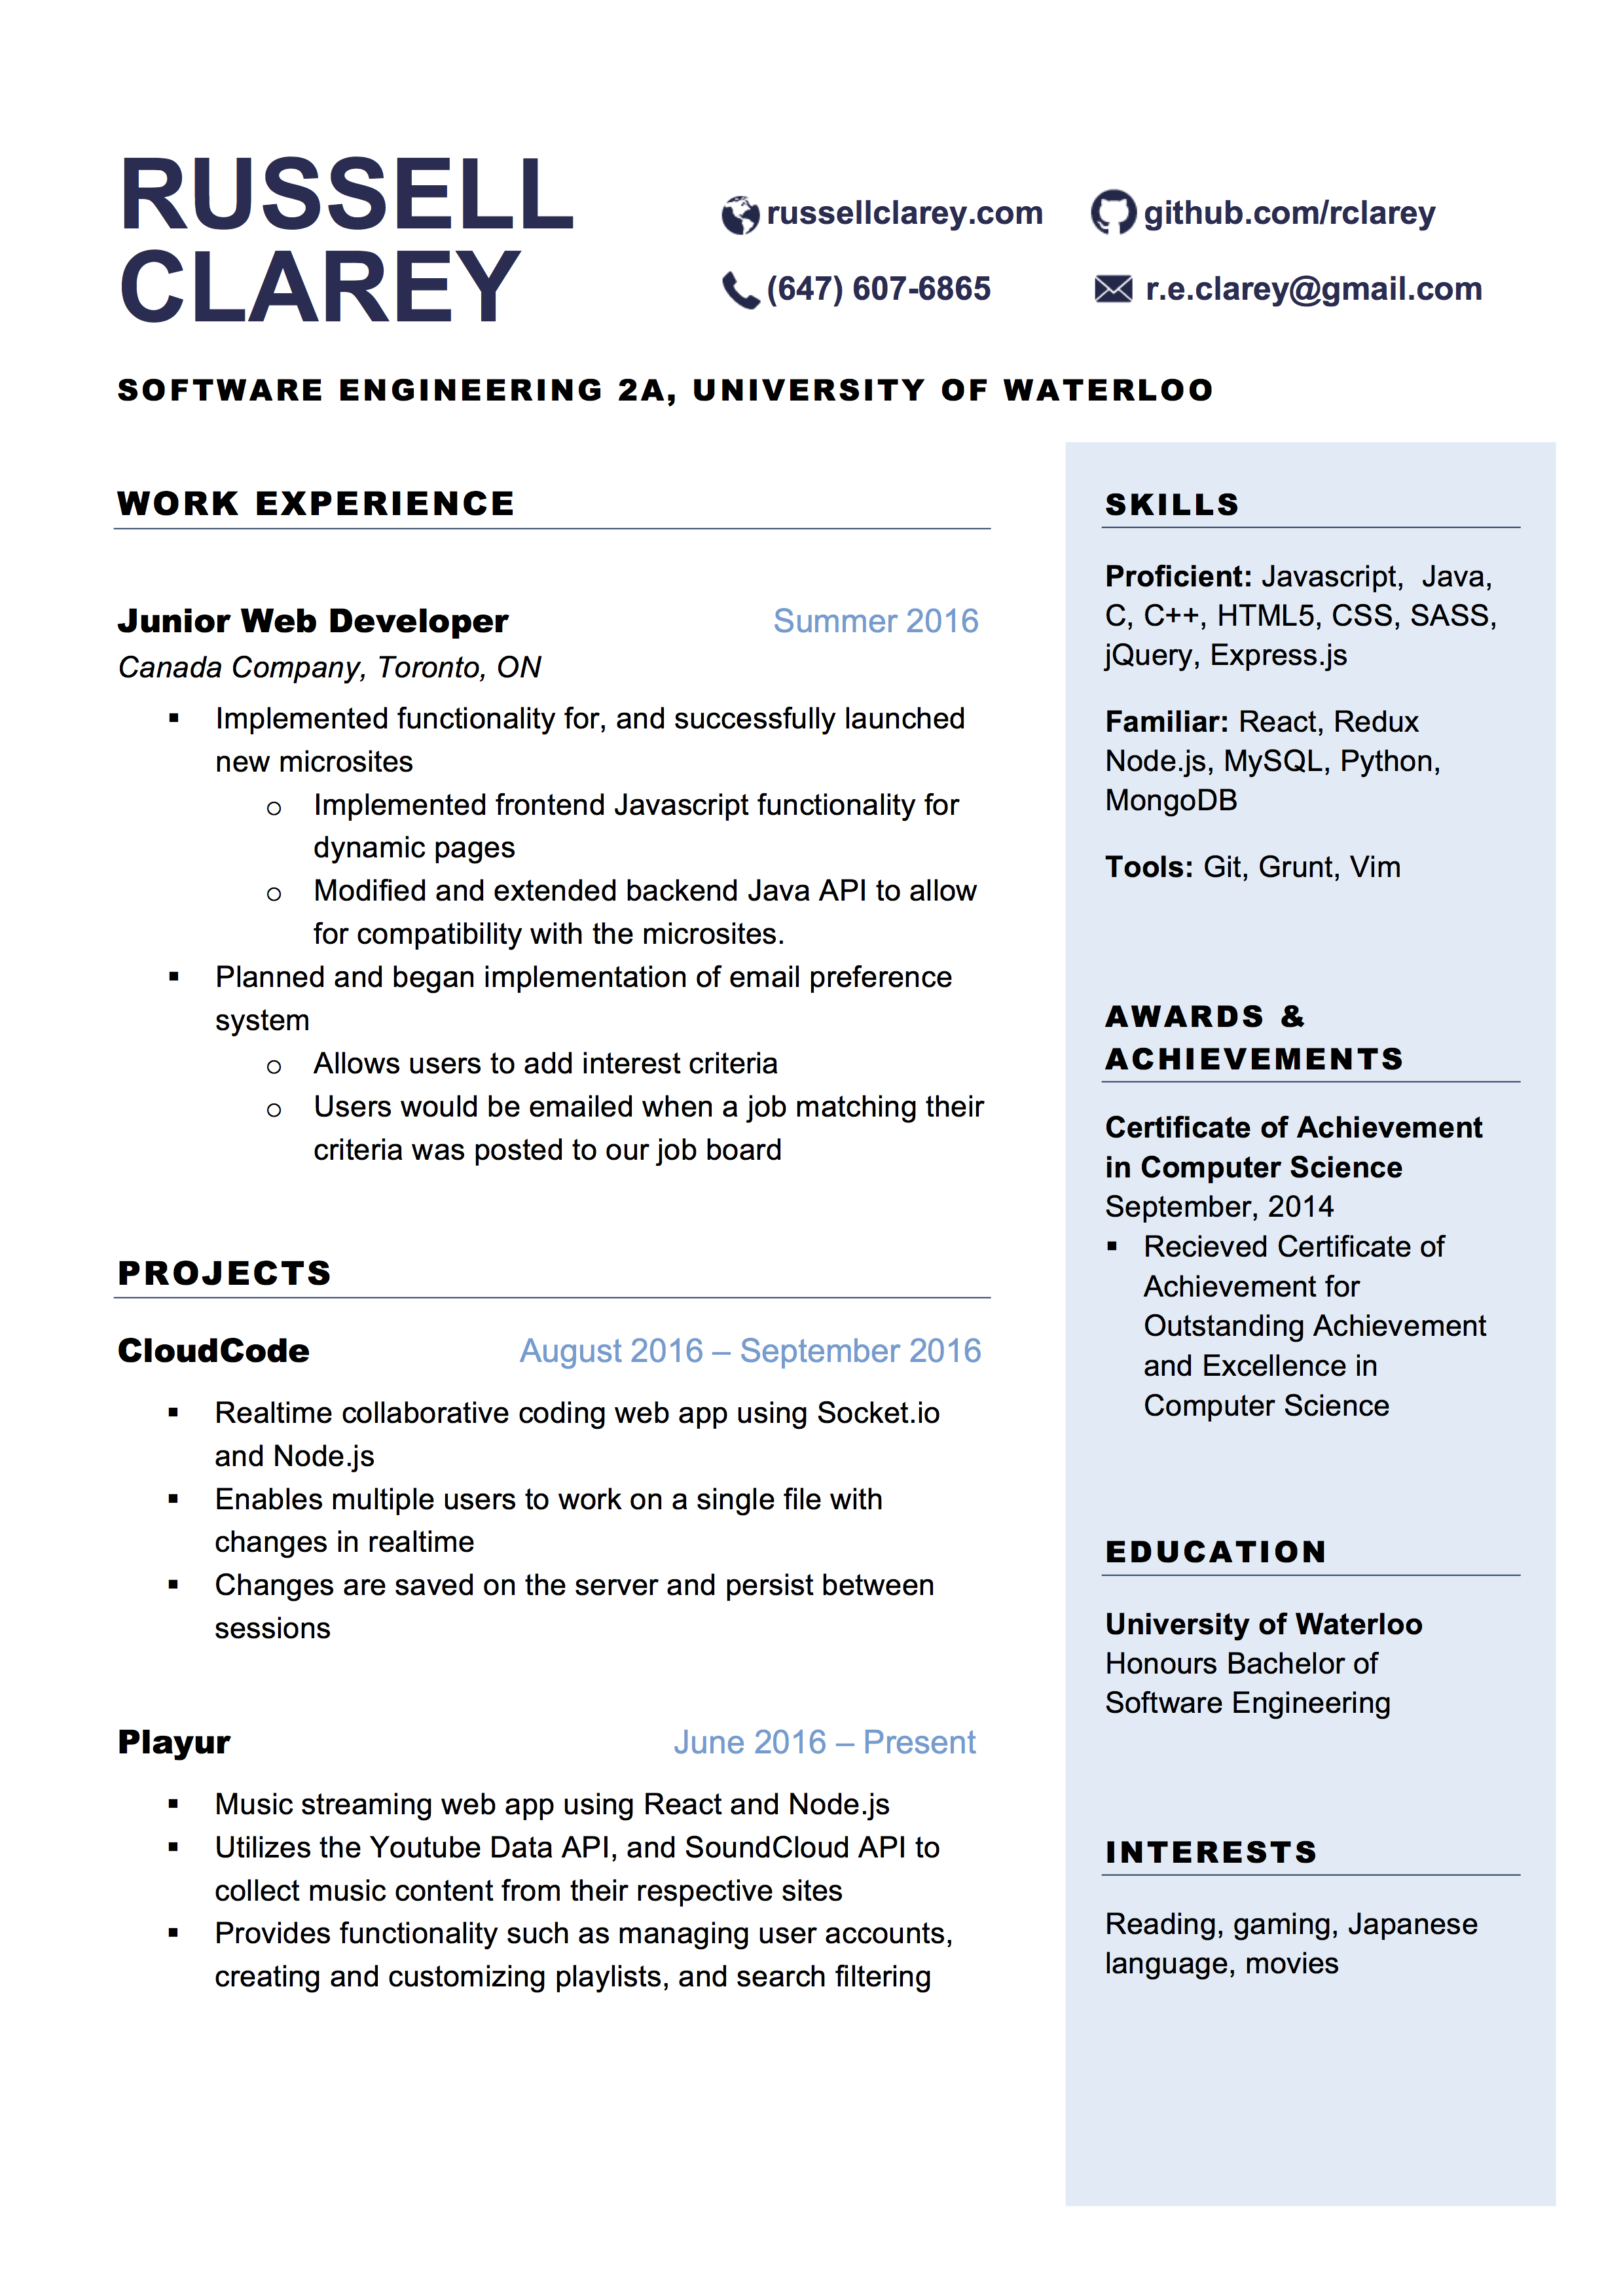 RUSSELL
CLAREY
russellclarey.com
github.com/rclarey
(647) 607-6865
r.e.clarey@gmail.com
SOFTWARE ENGINEERING 2A, UNIVERSITY OF WATERLOO
WORK EXPERIENCE
Junior Web Developer Summer 2016
Canada Company, Toronto, ON
▪ Implemented functionality for, and successfully launched
new microsites
o Implemented frontend Javascript functionality for
dynamic pages
o Modified and extended backend Java API to allow
for compatibility with the microsites.
▪ Planned and began implementation of email preference
system
o Allows users to add interest criteria
o Users would be emailed when a job matching their
criteria was posted to our job board
PROJECTS
CloudCode August 2016 – September 2016
▪ Realtime collaborative coding web app using Socket.io
and Node.js
▪ Enables multiple users to work on a single file with
changes in realtime
▪ Changes are saved on the server and persist between
sessions
Playur June 2016 – Present
▪ Music streaming web app using React and Node.js
▪ Utilizes the Youtube Data API, and SoundCloud API to
collect music content from their respective sites
▪ Provides functionality such as managing user accounts,
creating and customizing playlists, and search filtering
SKILLS
Proficient: Javascript,  Java,
C, C++, HTML5, CSS, SASS,
jQuery, Express.js
Familiar: React, Redux
Node.js, MySQL, Python,
MongoDB
Tools: Git, Grunt, Vim
AWARDS &
ACHIEVEMENTS
Certificate of Achievement
in Computer Science
September, 2014
▪ Recieved Certificate of
Achievement for
Outstanding Achievement
and Excellence in
Computer Science
EDUCATION
University of Waterloo
Honours Bachelor of
Software Engineering
INTERESTS
Reading, gaming, Japanese
language, movies